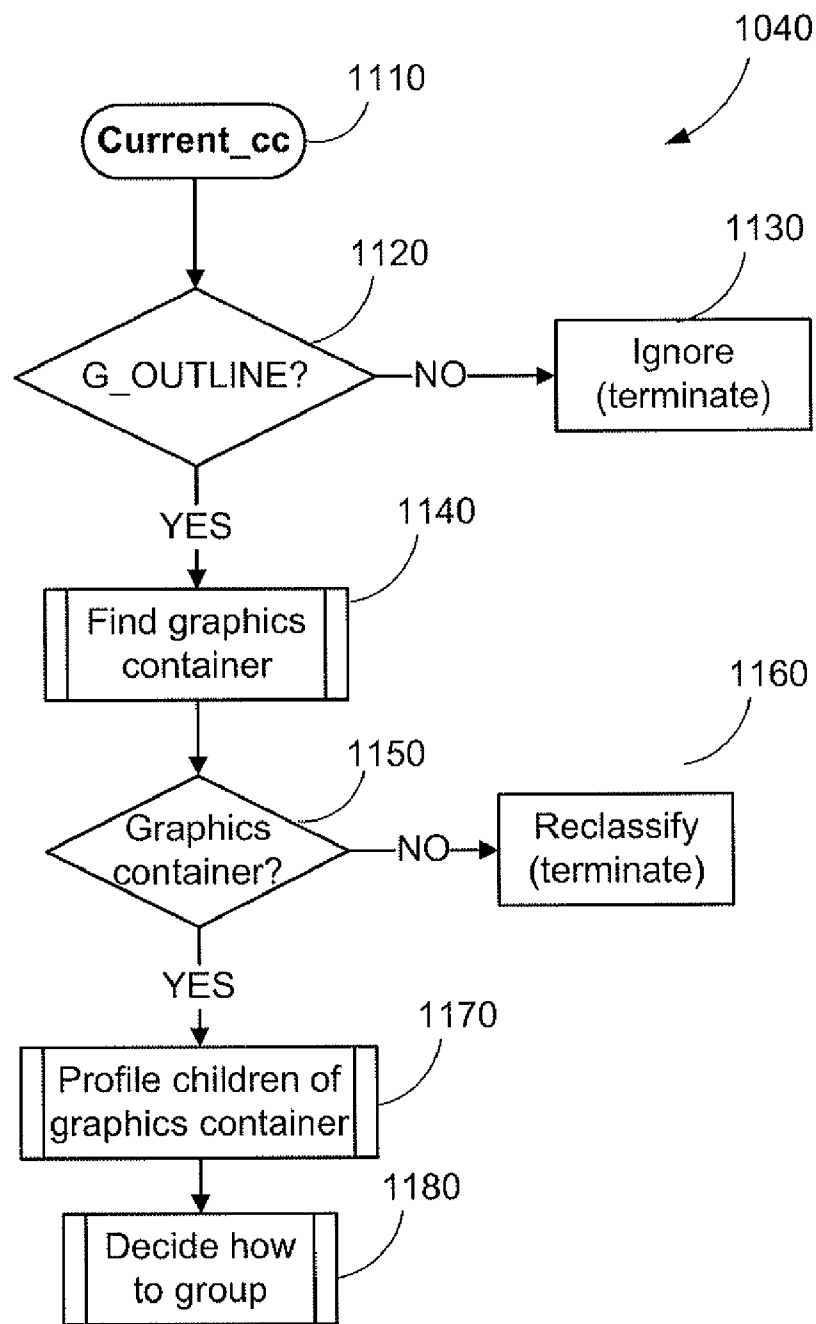 1040
1110
Current_cc
1120
1130
G_OUTLINE?
NO
Ignore
(terminate)
YES
1140
Find graphics
container
1160
1150
Graphics
container?
NO
Reclassify
(terminate)
YES
1170
Profile children of
graphics container
1180
Decide how
to group